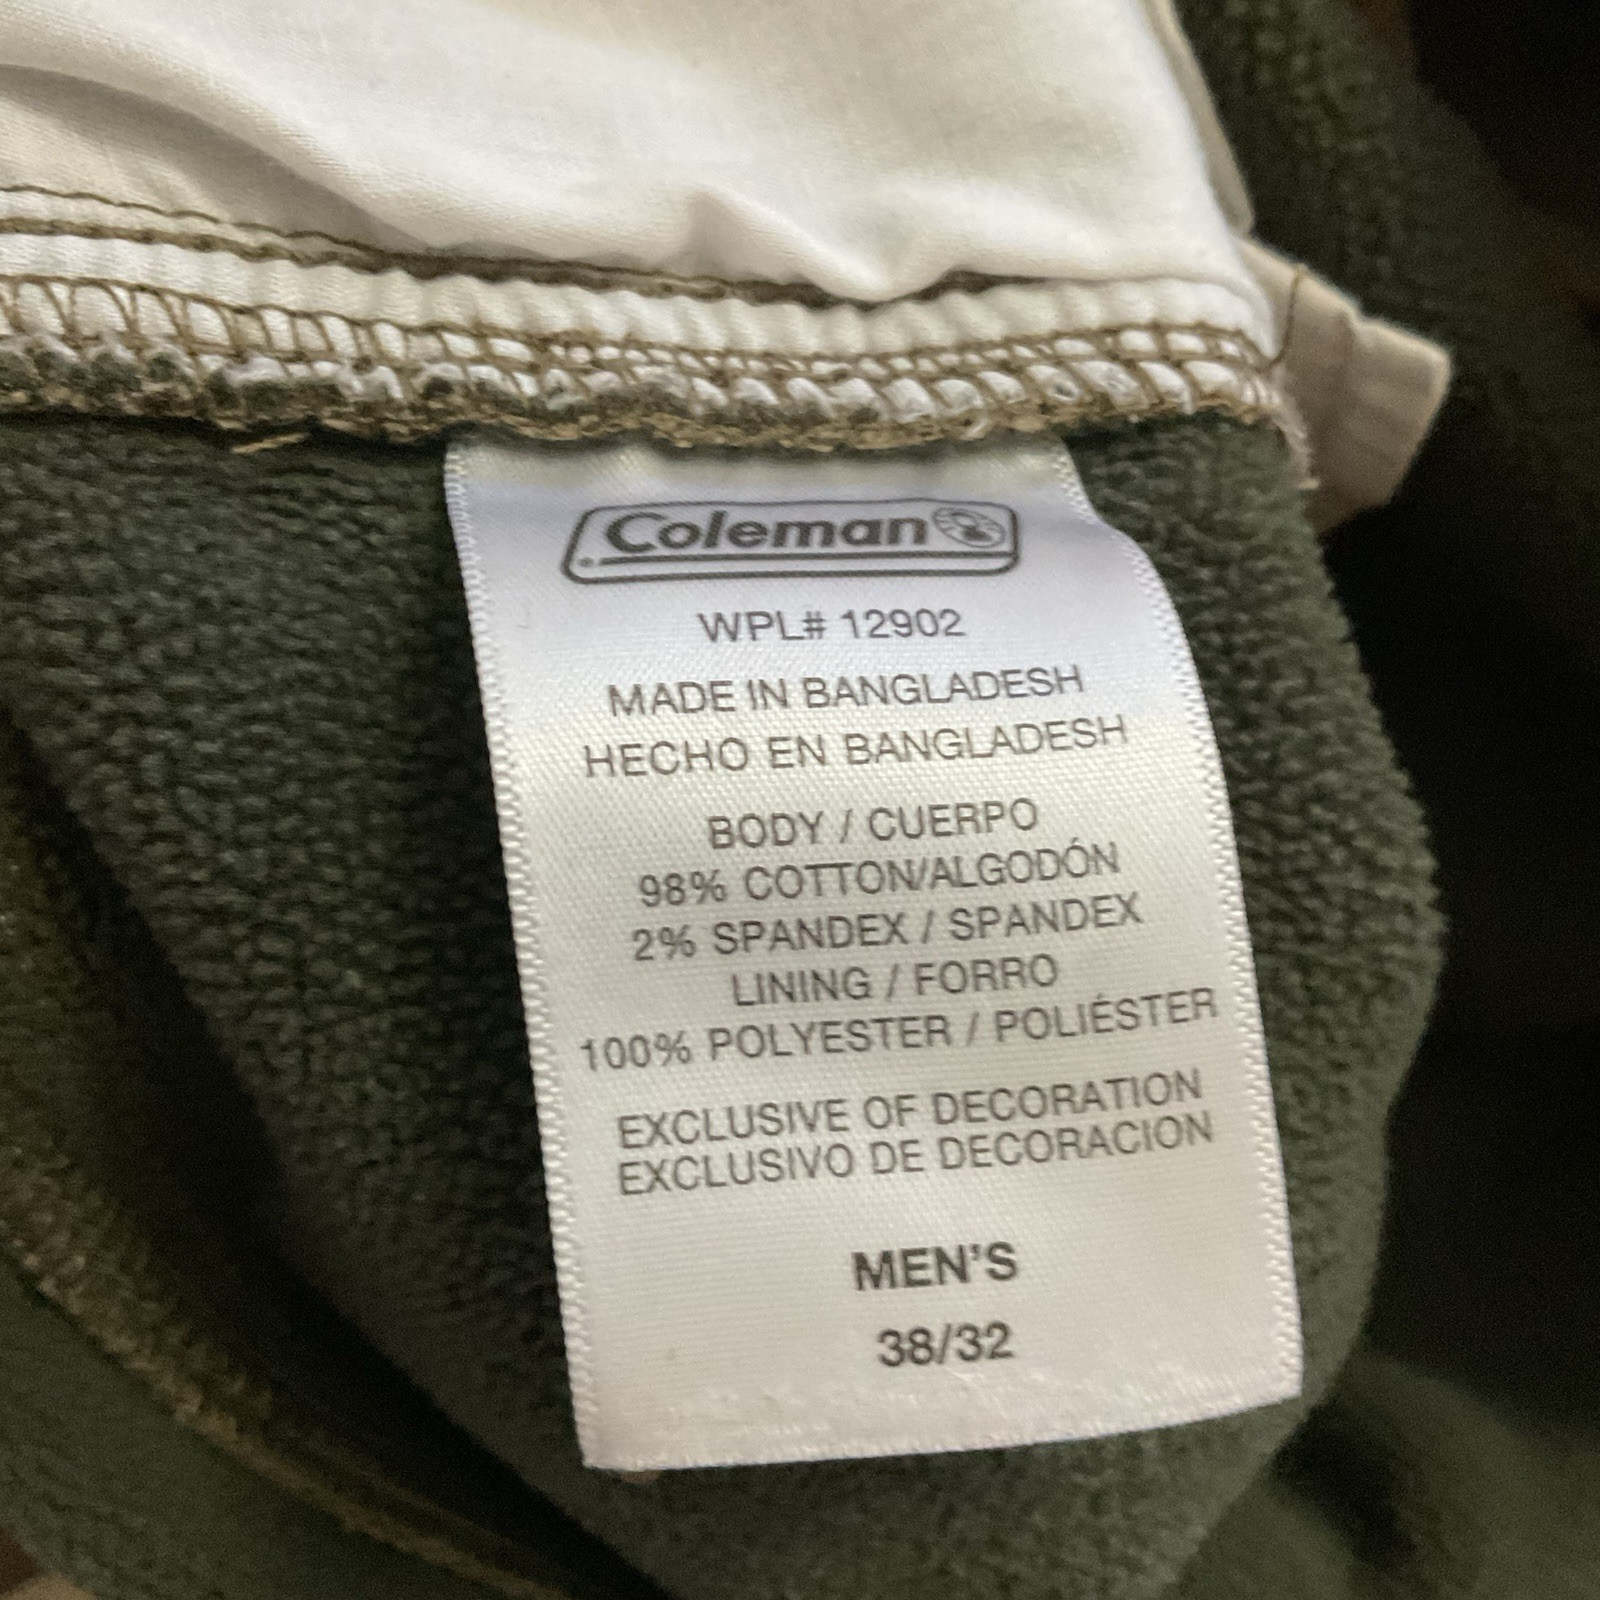 Coleman
WPL# 12902
MADE IN BANGLADESH
HECHO EN BANGLADESH
BODY / CUERPO
98% COTTON/ALGODÓN
2% SPANDEX / SPANDEX
LINING / FORRO
100% POLYESTER / POLIÉSTER
EXCLUSIVE OF DECORATION
EXCLUSIVO DE DECORACION
MEN'S
38/32